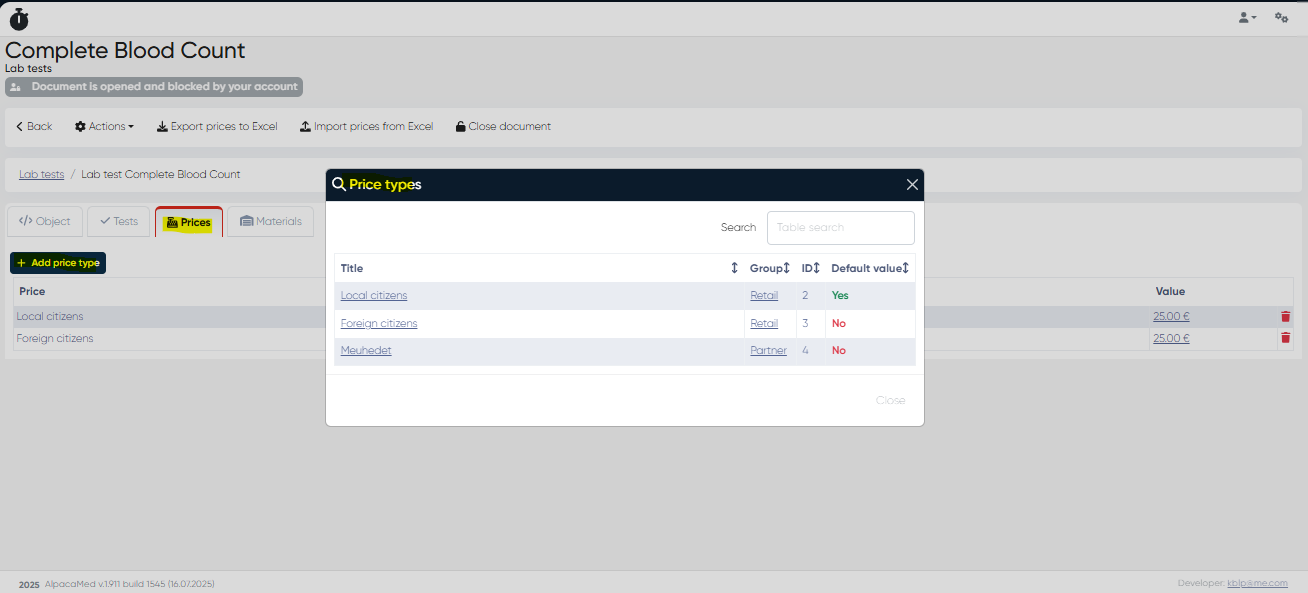 Complete Blood Count
Lab tests
Document is opened and blocked by your account
Back Actions Export prices to Excel Import prices from Excel Close document
Lab tests / Lab test Complete Blood Count
Object Tests Prices Materials
+ Add price type
Price Value
Local citizens 25.00 €
Foreign citizens 25.00 €
Price types
Search Table search
Title Group ID Default value
Local citizens Retail 2 Yes
Foreign citizens Retail 3 No
Meuhedet Partner 4 No
Close
2025 AlpacaMed v.1.911 build 1545 (16.07.2025) Developer: kblp@me.com